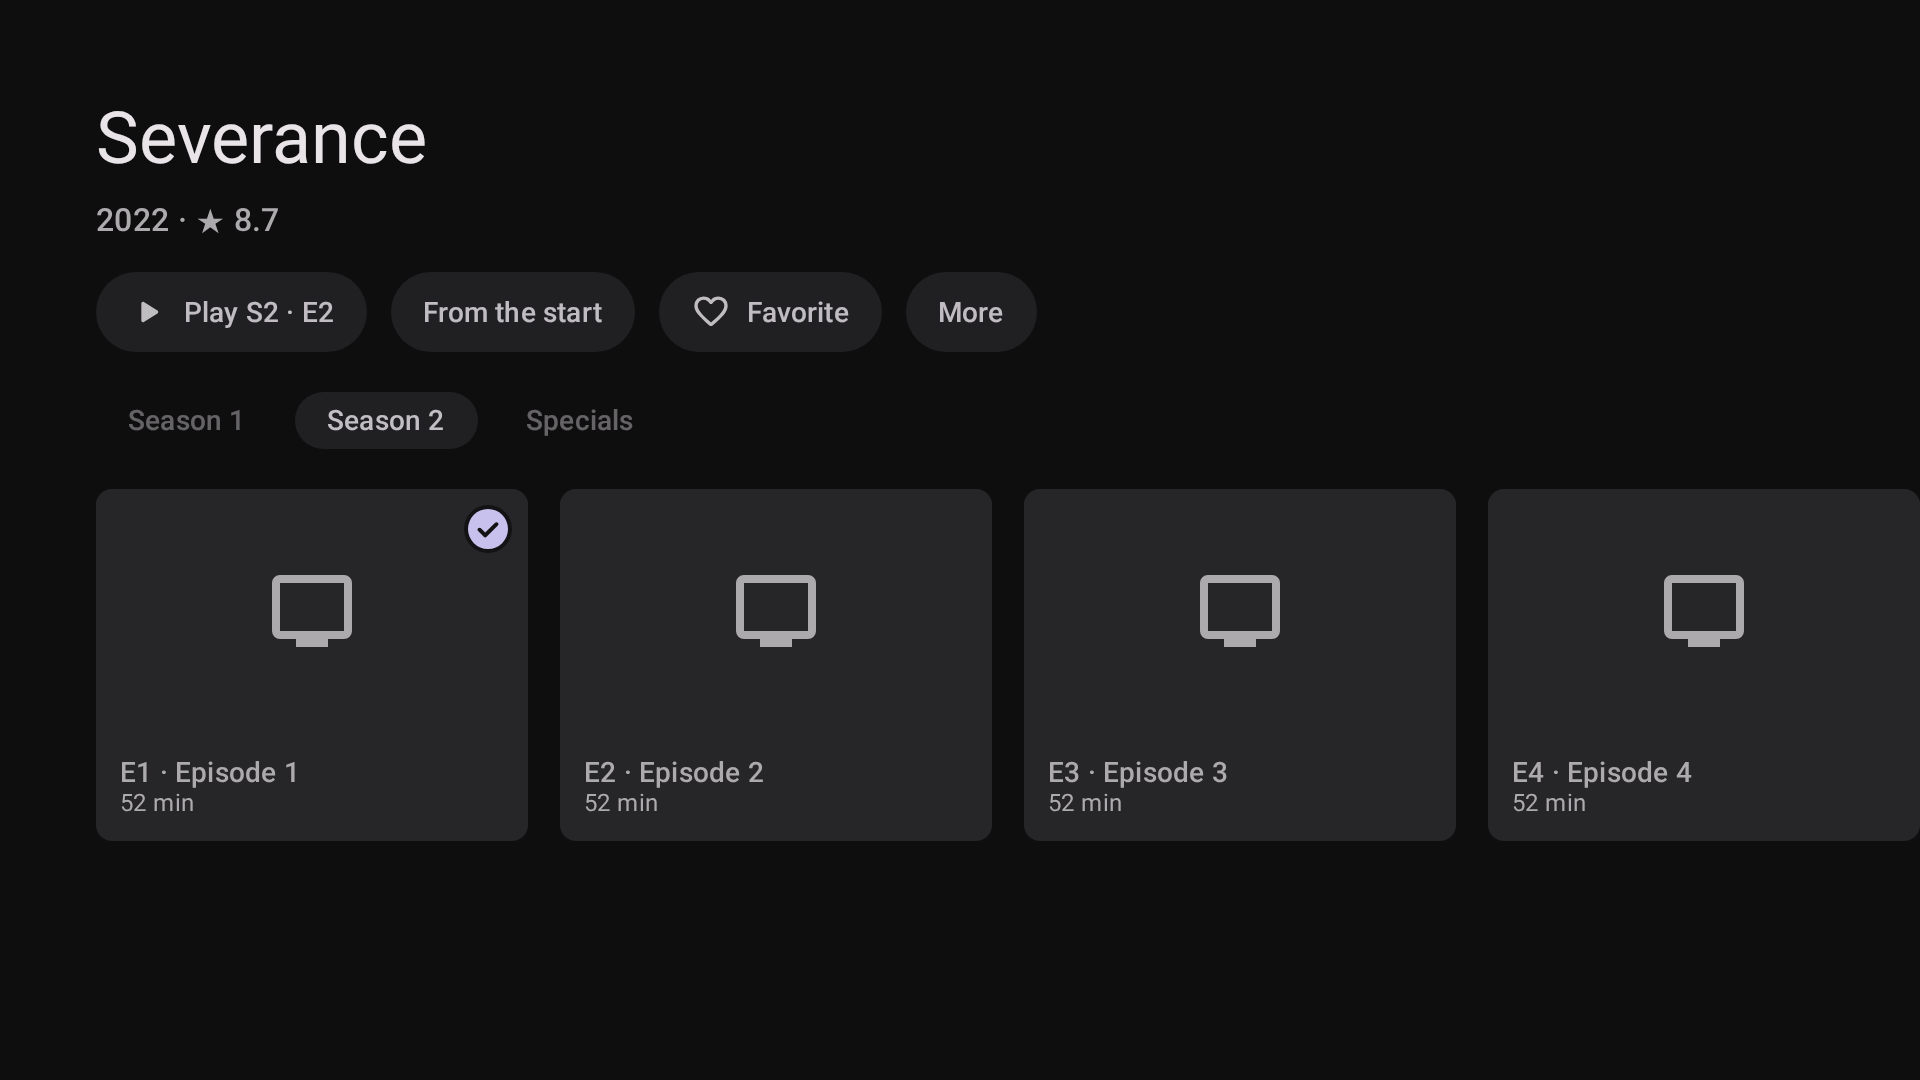 Severance
2022 · ★ 8.7
Play S2 · E2
From the start
Favorite
More
Season 1
Season 2
Specials
E1 · Episode 1
52 min
E2 · Episode 2
52 min
E3 · Episode 3
52 min
E4 · Episode 4
52 min